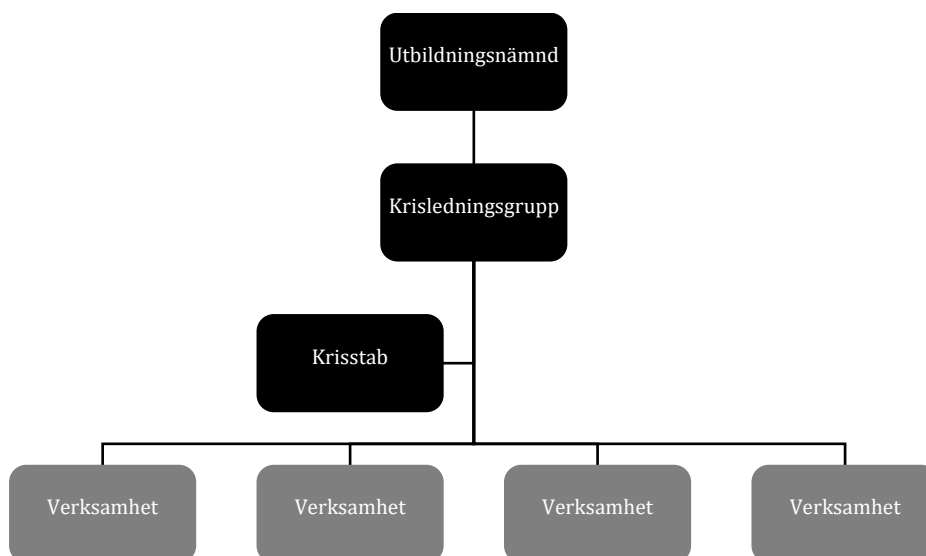 Utbildningsnämnd
Krisledningsgrupp
Krisstab
Verksamhet
Verksamhet
Verksamhet
Verksamhet